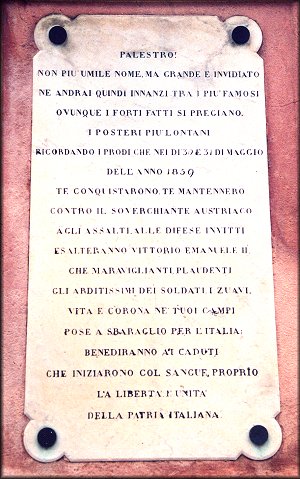 PALESTRO!
NON PIU' UMILE NOME, MA GRANDE E INVIDIATO
NE ANDRAI QUINDI INNANZI TRA I PIU' FAMOSI
OVUNQUE I FORTI FATTI SI PREGIANO.
I POSTERI PIU' LONTANI
RICORDANDO I PRODI CHE NEI DI 30 E 31 DI MAGGIO
DELL'ANNO 1859
TE CONQUISTARONO, TE MANTENNERO
CONTRO IL SOVERCHIANTE AUSTRIACO
AGLI ASSALTI, ALLE DIFESE INVITTI
ESALTERANNO VITTORIO EMANUELE II.
CHE MARAVIGLIANTI, PLAUDENTI
GLI ARDITISSIMI DEI SOLDATI I ZUAVI,
VITA E CORONA NE' TUOI CAMPI
POSE A SBARAGLIO PER L'ITALIA;
BENEDIRANNO AI CADUTI
CHE INIZIARONO COL SANGUE PROPRIO
LA LIBERTÀ E UNITÀ
DELLA PATRIA ITALIANA.